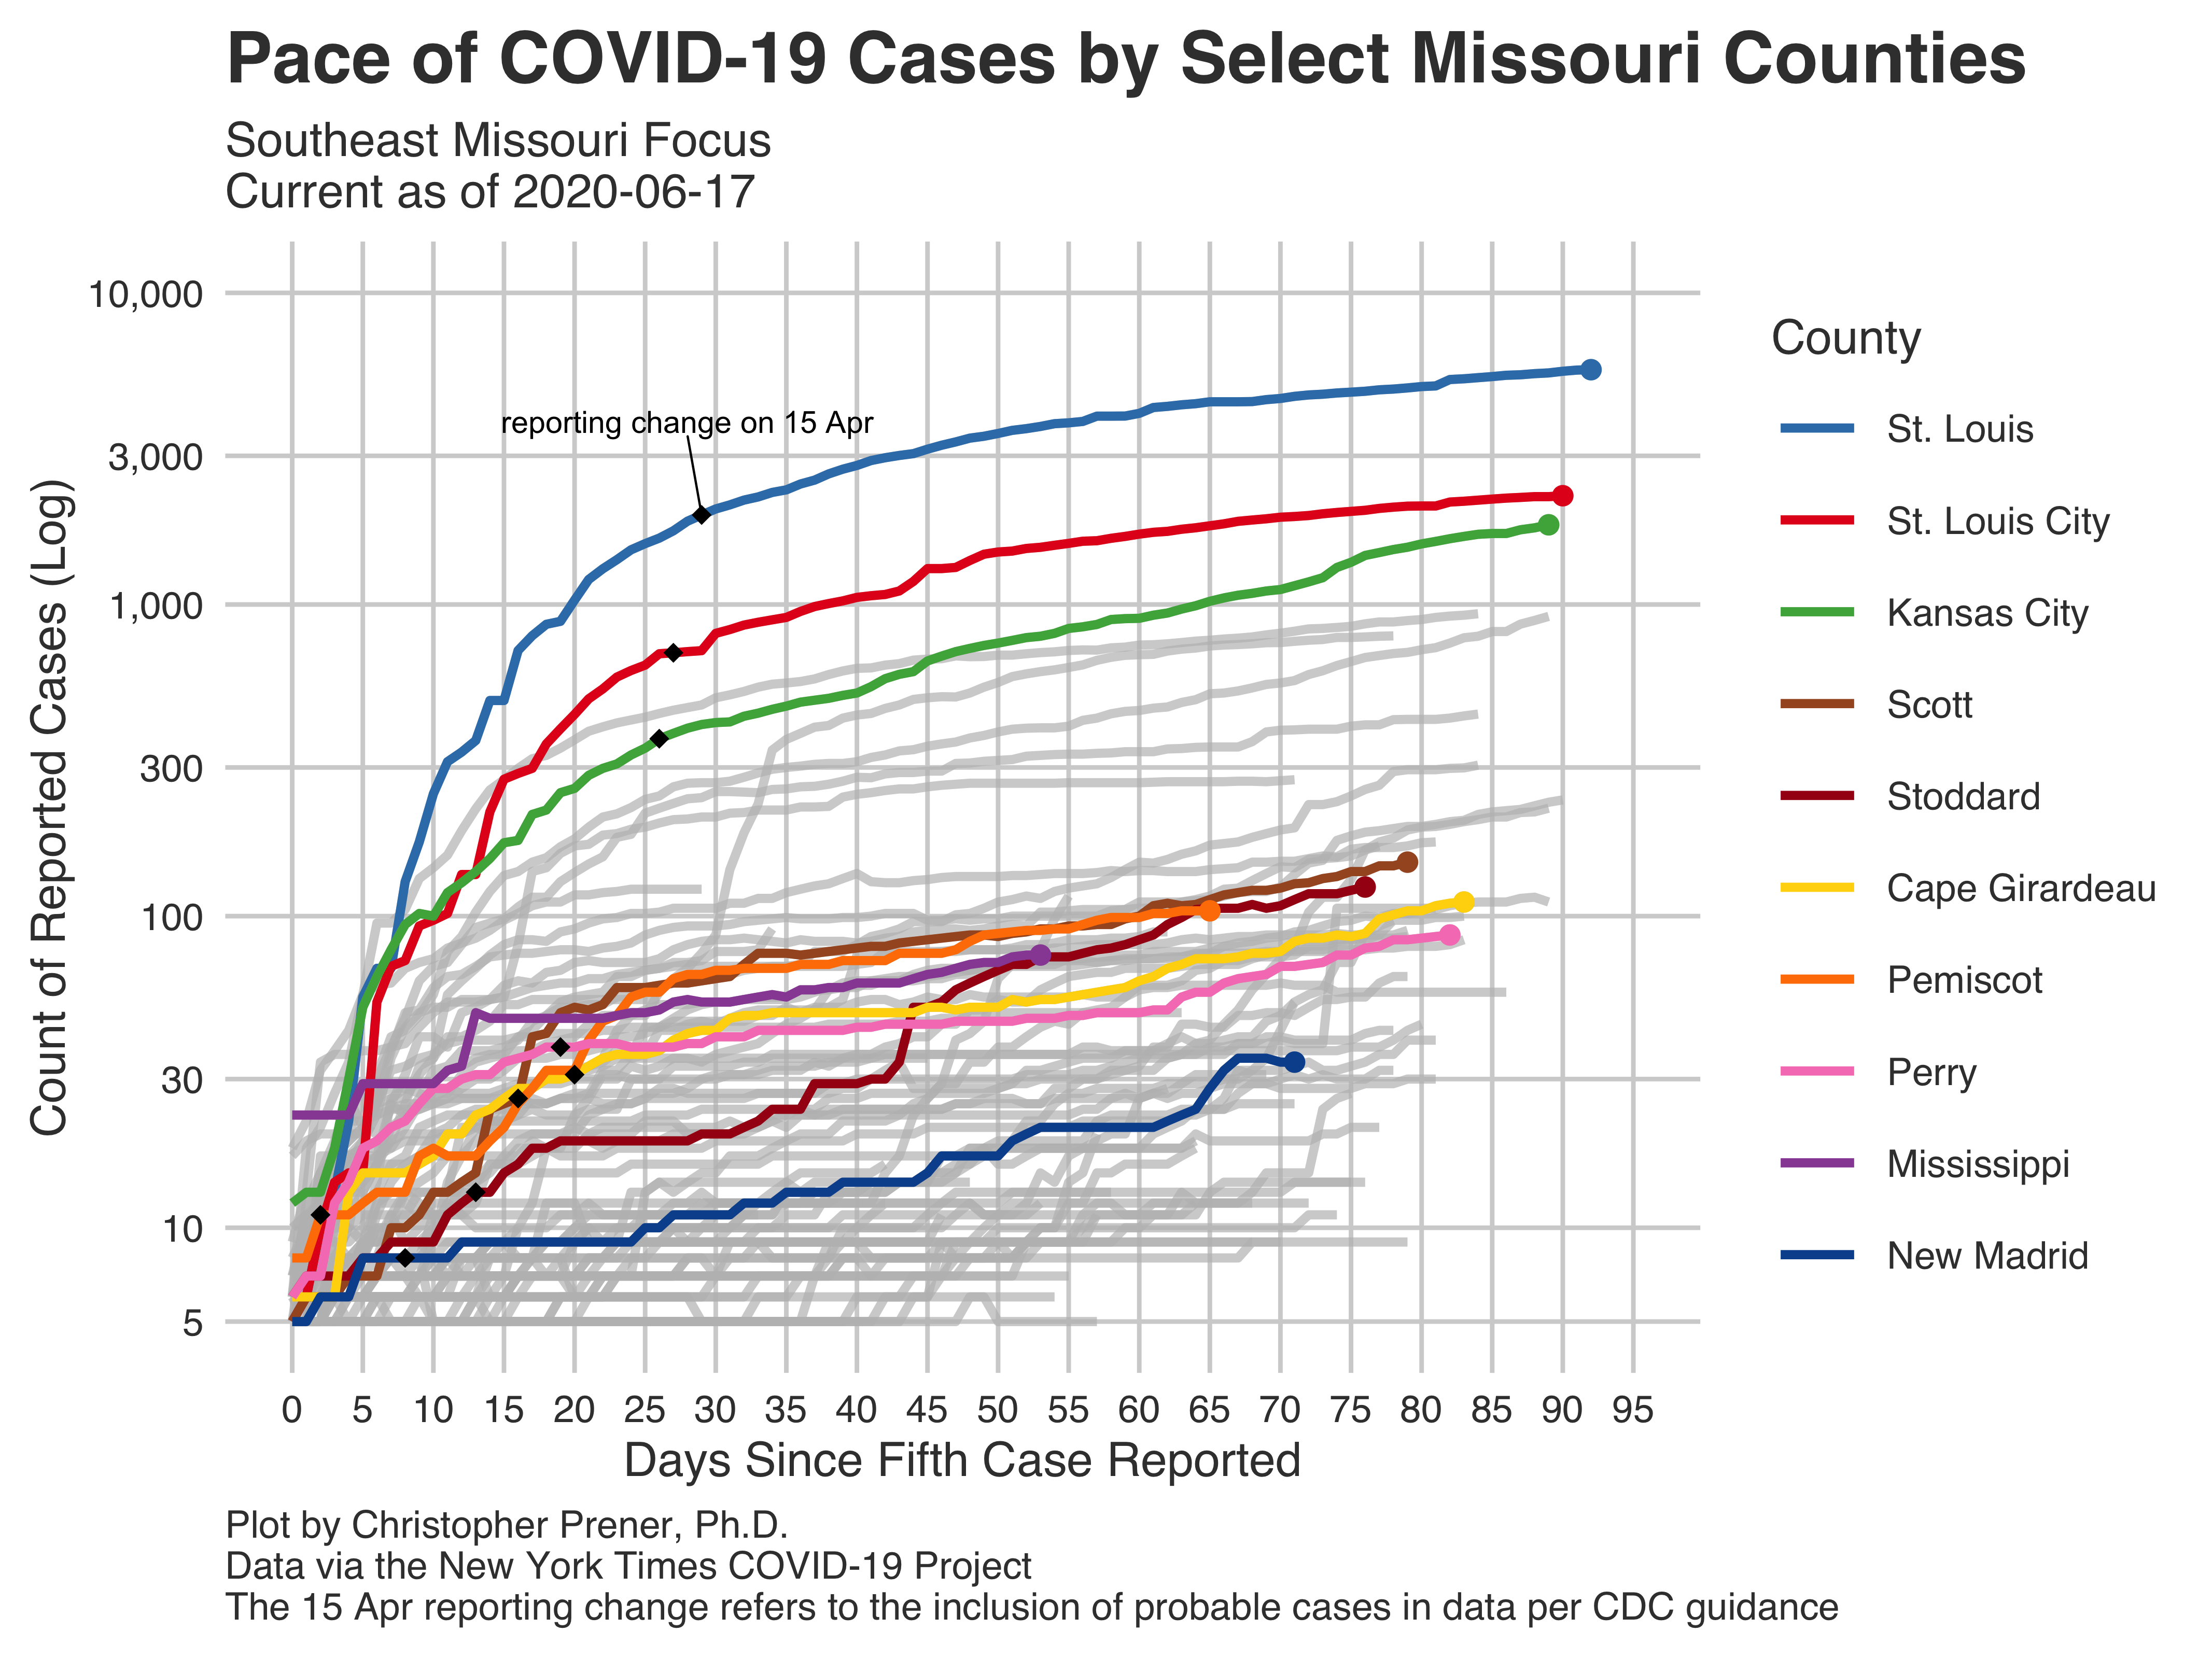 Pace of COVID-19 Cases by Select Missouri Counties
Southeast Missouri Focus
Current as of 2020-06-17
Count of Reported Cases (Log)
10,000
3,000
1,000
300
100
30
10
5
reporting change on 15 Apr
0 5 10 15 20 25 30 35 40 45 50 55 60 65 70 75 80 85 90 95
Days Since Fifth Case Reported
County
St. Louis
St. Louis City
Kansas City
Scott
Stoddard
Cape Girardeau
Pemiscot
Perry
Mississippi
New Madrid
Plot by Christopher Prener, Ph.D.
Data via the New York Times COVID-19 Project
The 15 Apr reporting change refers to the inclusion of probable cases in data per CDC guidance